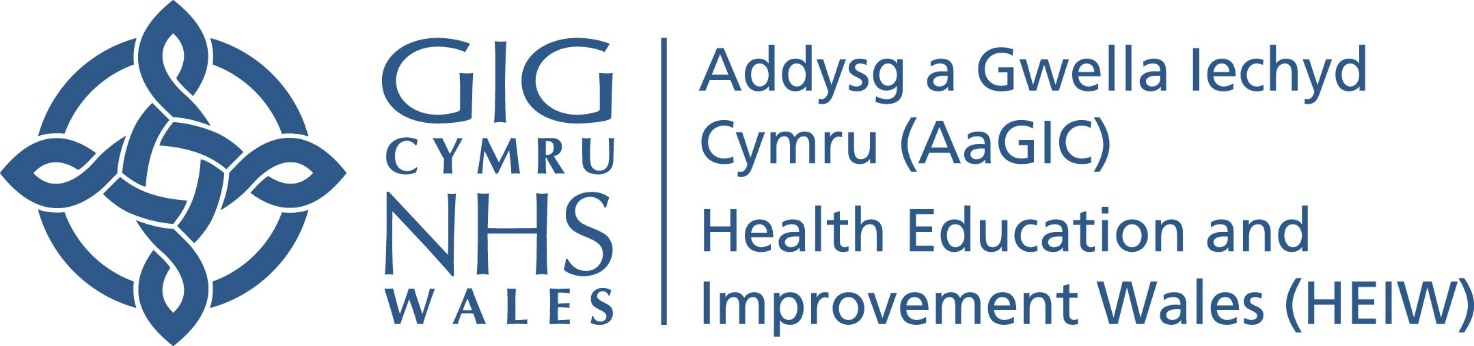 GIG
CYMRU
NHS
WALES
Addysg a Gwella Iechyd
Cymru (AaGIC)
Health Education and
Improvement Wales (HEIW)